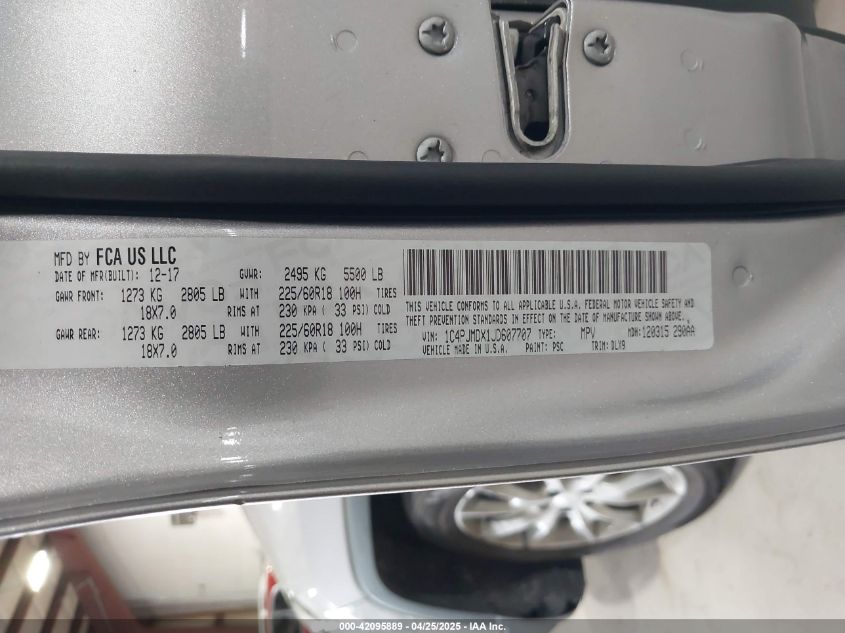 MFD BY FCA US LLC
DATE OF MFR(BUILT): 12-17 GVWR: 2495 KG 5500 LB
GAWR FRONT: 1273 KG 2805 LB WITH 225/60R18 100H TIRES
18X7.0 RIMS AT 230 KPA ( 33 PSI) COLD
GAWR REAR: 1273 KG 2805 LB WITH 225/60R18 100H TIRES
18X7.0 RIMS AT 230 KPA ( 33 PSI) COLD
THIS VEHICLE CONFORMS TO ALL APPLICABLE U.S.A. FEDERAL MOTOR VEHICLE SAFETY AND
THEFT PREVENTION STANDARDS IN EFFECT ON THE DATE OF MANUFACTURE SHOWN ABOVE.
VIN: 1C4PJMDX1JD607707 TYPE: MPV MDH: 120315 290AA
VEHICLE MADE IN U.S.A. PAINT: PSC TRIM: DLX9
000-42095889 - 04/25/2025 - IAA Inc.